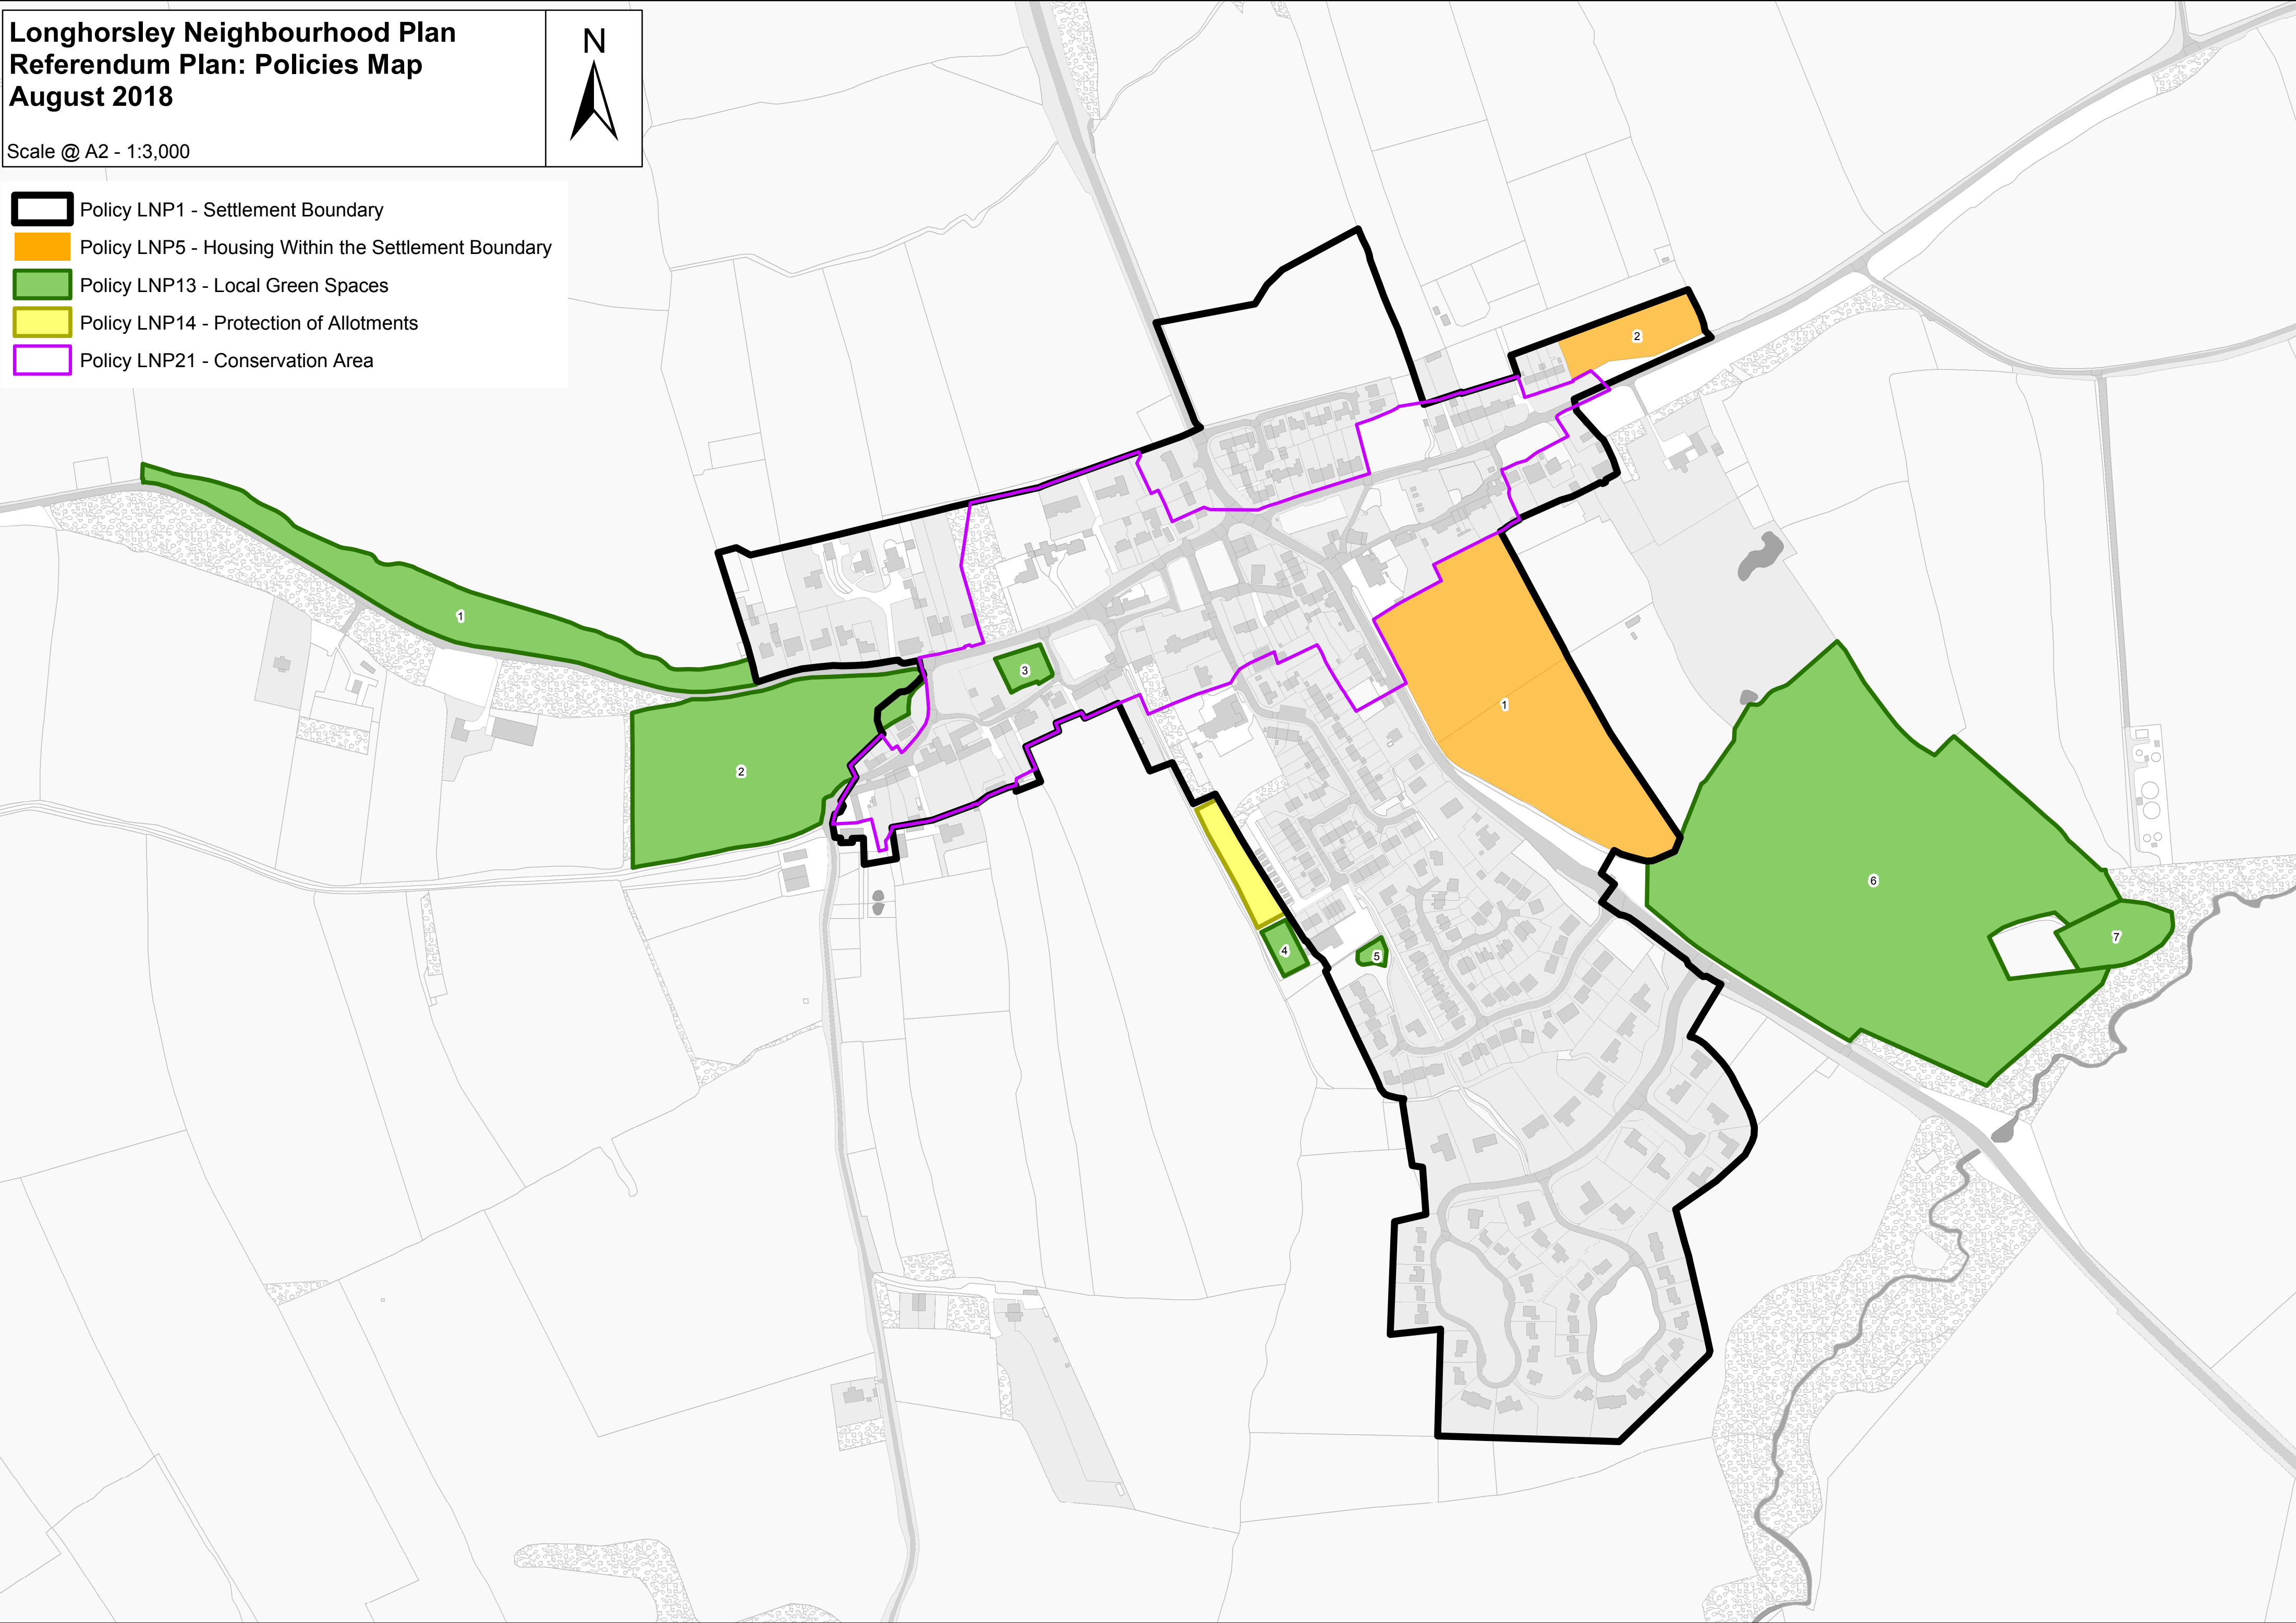 Longhorsley Neighbourhood Plan
Referendum Plan: Policies Map
August 2018
Scale @ A2 - 1:3,000
N
Policy LNP1 - Settlement Boundary
Policy LNP5 - Housing Within the Settlement Boundary
Policy LNP13 - Local Green Spaces
Policy LNP14 - Protection of Allotments
Policy LNP21 - Conservation Area
2
1
3
1
2
6
7
4
5